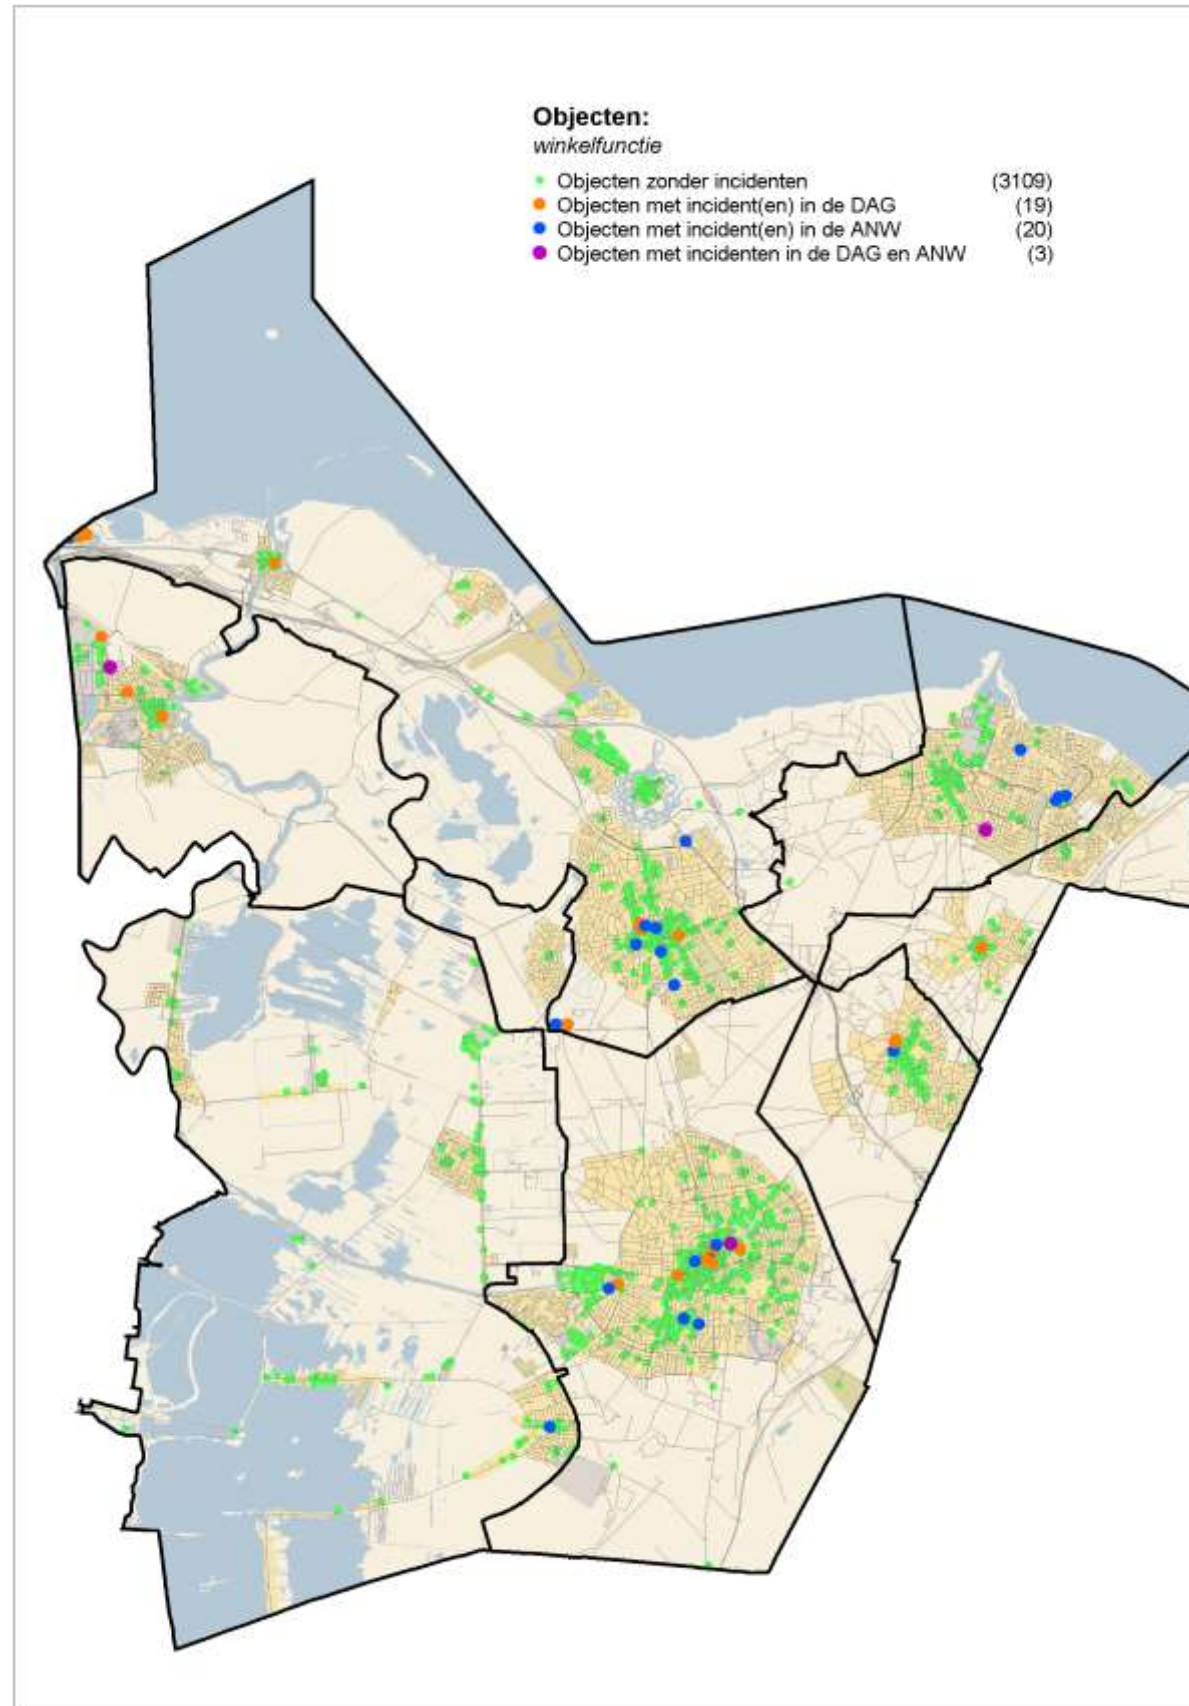 Objecten:
winkelfunctie
Objecten zonder incidenten (3109)
Objecten met incident(en) in de DAG (19)
Objecten met incident(en) in de ANW (20)
Objecten met incidenten in de DAG en ANW (3)